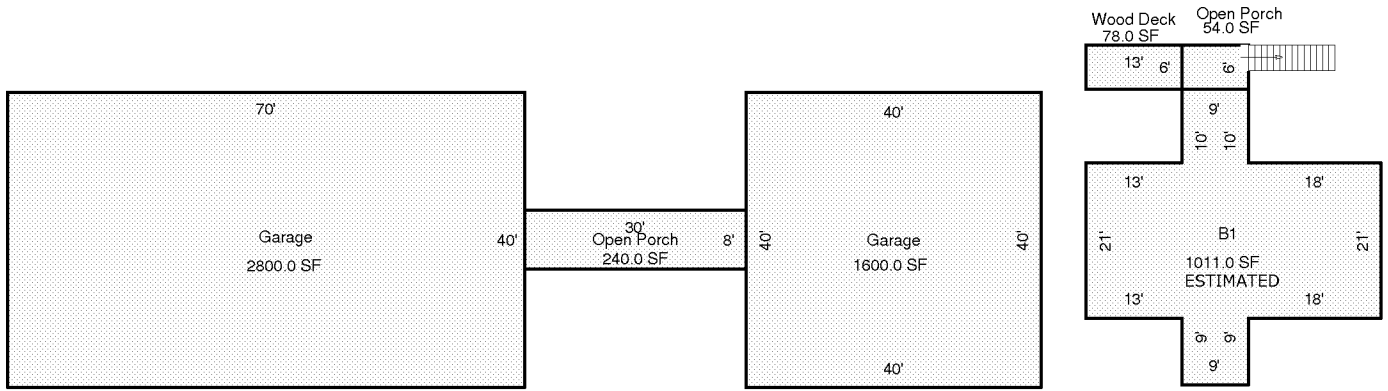 70'
Garage
2800.0 SF
40'
30'
Open Porch
240.0 SF
8'
40'
40'
Garage
1600.0 SF
40'
40'
Wood Deck
78.0 SF
Open Porch
54.0 SF
13'
6'
6'
9'
10'
10'
13'
18'
21'
B1
1011.0 SF
ESTIMATED
21'
13'
18'
9'
9'
9'